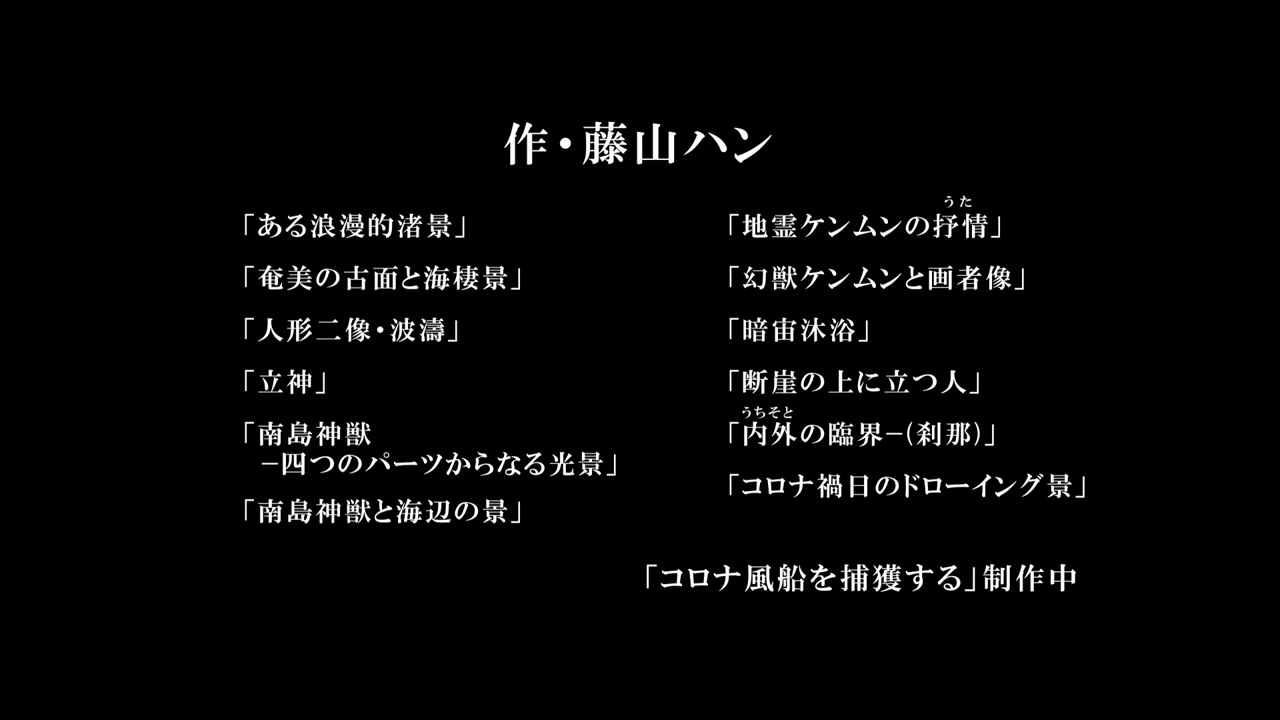 作・藤山ハン
「ある浪漫的渚景」
「奄美の古面と海棲景」
「人形二像・波濤」
「立神」
「南島神獣
−四つのパーツからなる光景」
「南島神獣と海辺の景」
うた
「地霊ケンムンの抒情」
「幻獣ケンムンと画者像」
「暗宙沐浴」
「断崖の上に立つ人」
うちそと
「内外の臨界−(刹那)」
「コロナ禍日のドローイング景」
「コロナ風船を捕獲する」制作中